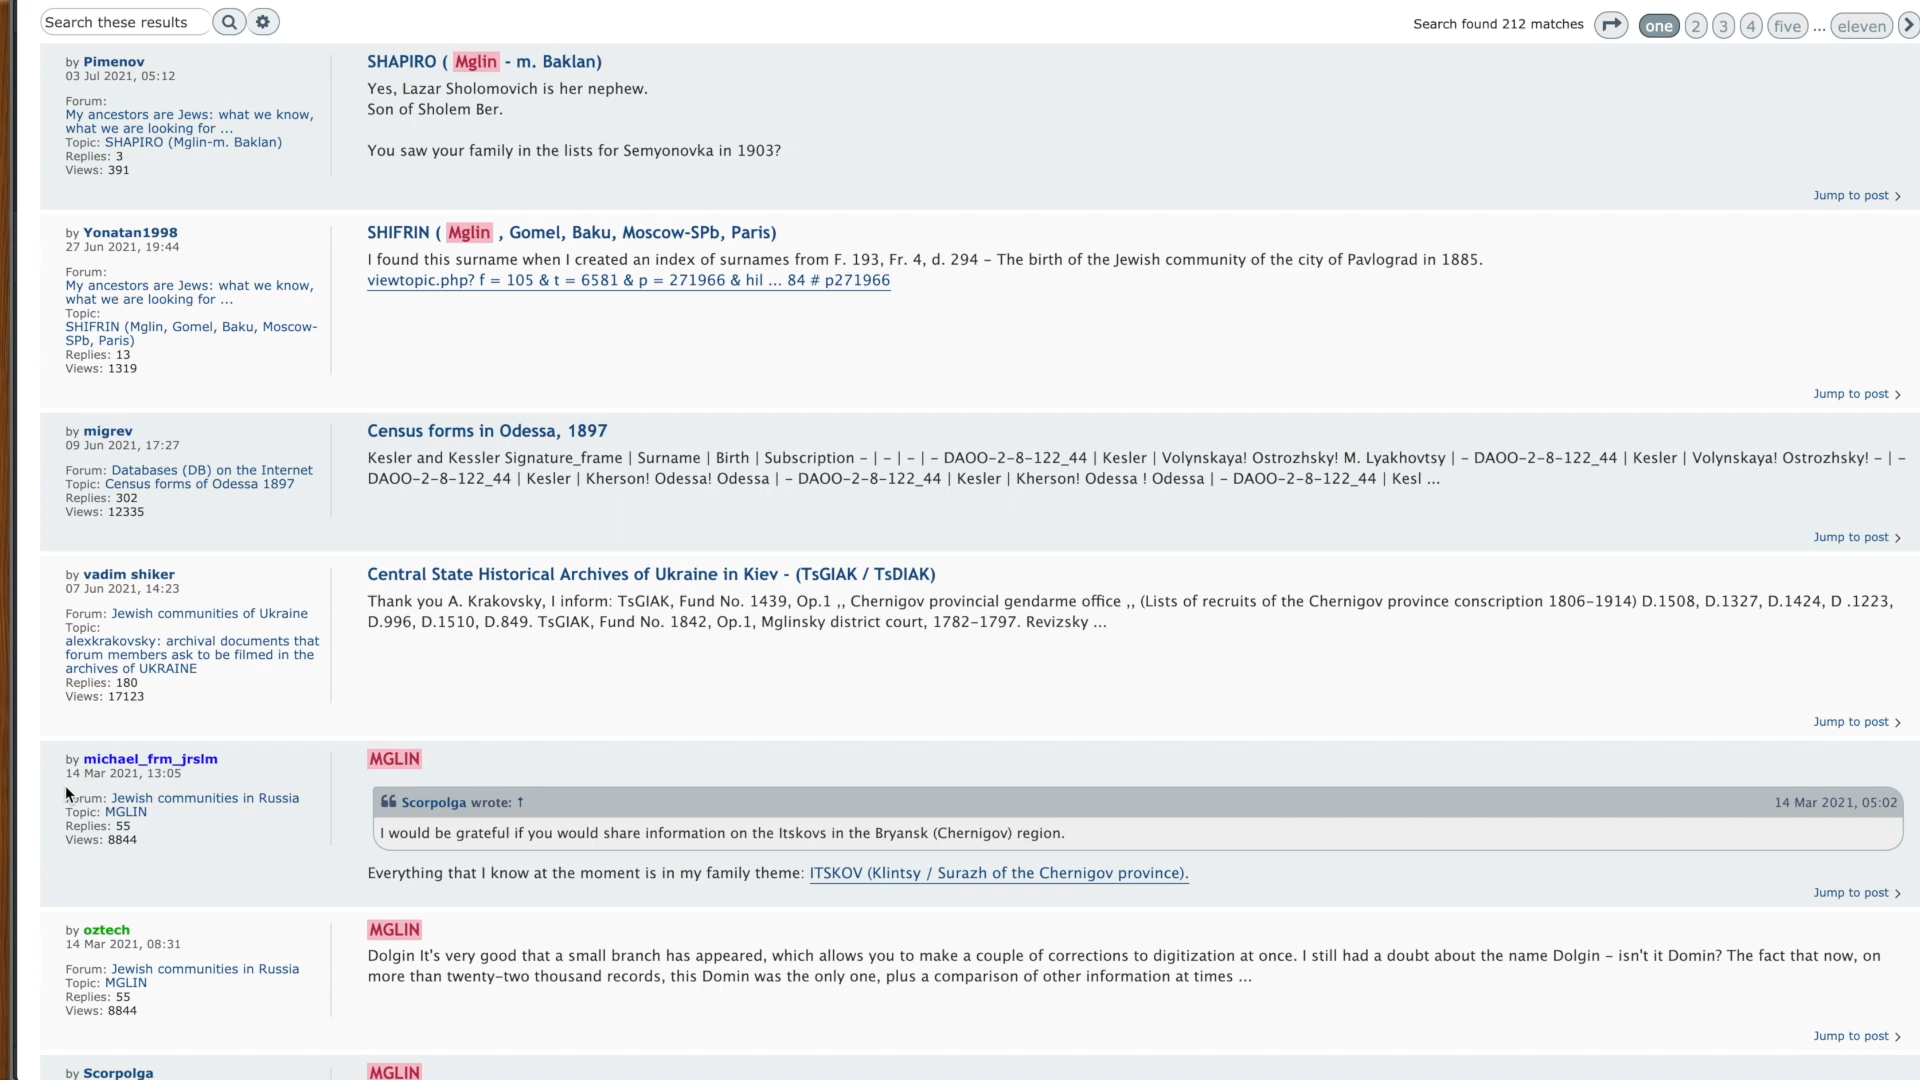 Search these results
Search found 212 matches
one 2 3 4 five ... eleven
by Pimenov
03 Jul 2021, 05:12
Forum:
My ancestors are Jews: what we know,
what we are looking for ...
Topic: SHAPIRO (Mglin-m. Baklan)
Replies: 3
Views: 391
SHAPIRO ( Mglin - m. Baklan)
Yes, Lazar Sholomovich is her nephew.
Son of Sholem Ber.
You saw your family in the lists for Semyonovka in 1903?
Jump to post
by Yonatan1998
27 Jun 2021, 19:44
Forum:
My ancestors are Jews: what we know,
what we are looking for ...
Topic:
SHIFRIN (Mglin, Gomel, Baku, Moscow-
SPb, Paris)
Replies: 13
Views: 1319
SHIFRIN ( Mglin , Gomel, Baku, Moscow-SPb, Paris)
I found this surname when I created an index of surnames from F. 193, Fr. 4, d. 294 – The birth of the Jewish community of the city of Pavlograd in 1885.
viewtopic.php? f = 105 & t = 6581 & p = 271966 & hil ... 84 # p271966
Jump to post
by migrev
09 Jun 2021, 17:27
Forum: Databases (DB) on the Internet
Topic: Census forms of Odessa 1897
Replies: 302
Views: 12335
Census forms in Odessa, 1897
Kesler and Kessler Signature_frame | Surname | Birth | Subscription – | – | – | – DAOO–2–8–122_44 | Kesler | Volynskaya! Ostrozhsky! M. Lyakhovtsy | – DAOO–2–8–122_44 | Kesler | Volynskaya! Ostrozhsky! – | –
DAOO–2–8–122_44 | Kesler | Kherson! Odessa! Odessa | – DAOO–2–8–122_44 | Kesler | Kherson! Odessa ! Odessa | – DAOO–2–8–122_44 | Kesl ...
Jump to post
by vadim shiker
07 Jun 2021, 14:23
Forum: Jewish communities of Ukraine
Topic:
alexkrakovsky: archival documents that
forum members ask to be filmed in the
archives of UKRAINE
Replies: 180
Views: 17123
Central State Historical Archives of Ukraine in Kiev - (TsGIAK / TsDIAK)
Thank you A. Krakovsky, I inform: TsGIAK, Fund No. 1439, Op.1 ,, Chernigov provincial gendarme office ,, (Lists of recruits of the Chernigov province conscription 1806–1914) D.1508, D.1327, D.1424, D .1223,
D.996, D.1510, D.849. TsGIAK, Fund No. 1842, Op.1, Mglinsky district court, 1782–1797. Revizsky ...
Jump to post
by michael_frm_jrslm
14 Mar 2021, 13:05
Forum: Jewish communities in Russia
Topic: MGLIN
Replies: 55
Views: 8844
MGLIN
Scorpolga wrote: ↑
14 Mar 2021, 05:02
I would be grateful if you would share information on the Itskovs in the Bryansk (Chernigov) region.
Everything that I know at the moment is in my family theme: ITSKOV (Klintsy / Surazh of the Chernigov province).
Jump to post
by oztech
14 Mar 2021, 08:31
Forum: Jewish communities in Russia
Topic: MGLIN
Replies: 55
Views: 8844
MGLIN
Dolgin It's very good that a small branch has appeared, which allows you to make a couple of corrections to digitization at once. I still had a doubt about the name Dolgin – isn't it Domin? The fact that now, on
more than twenty–two thousand records, this Domin was the only one, plus a comparison of other information at times ...
Jump to post
by Scorpolga
MGLIN